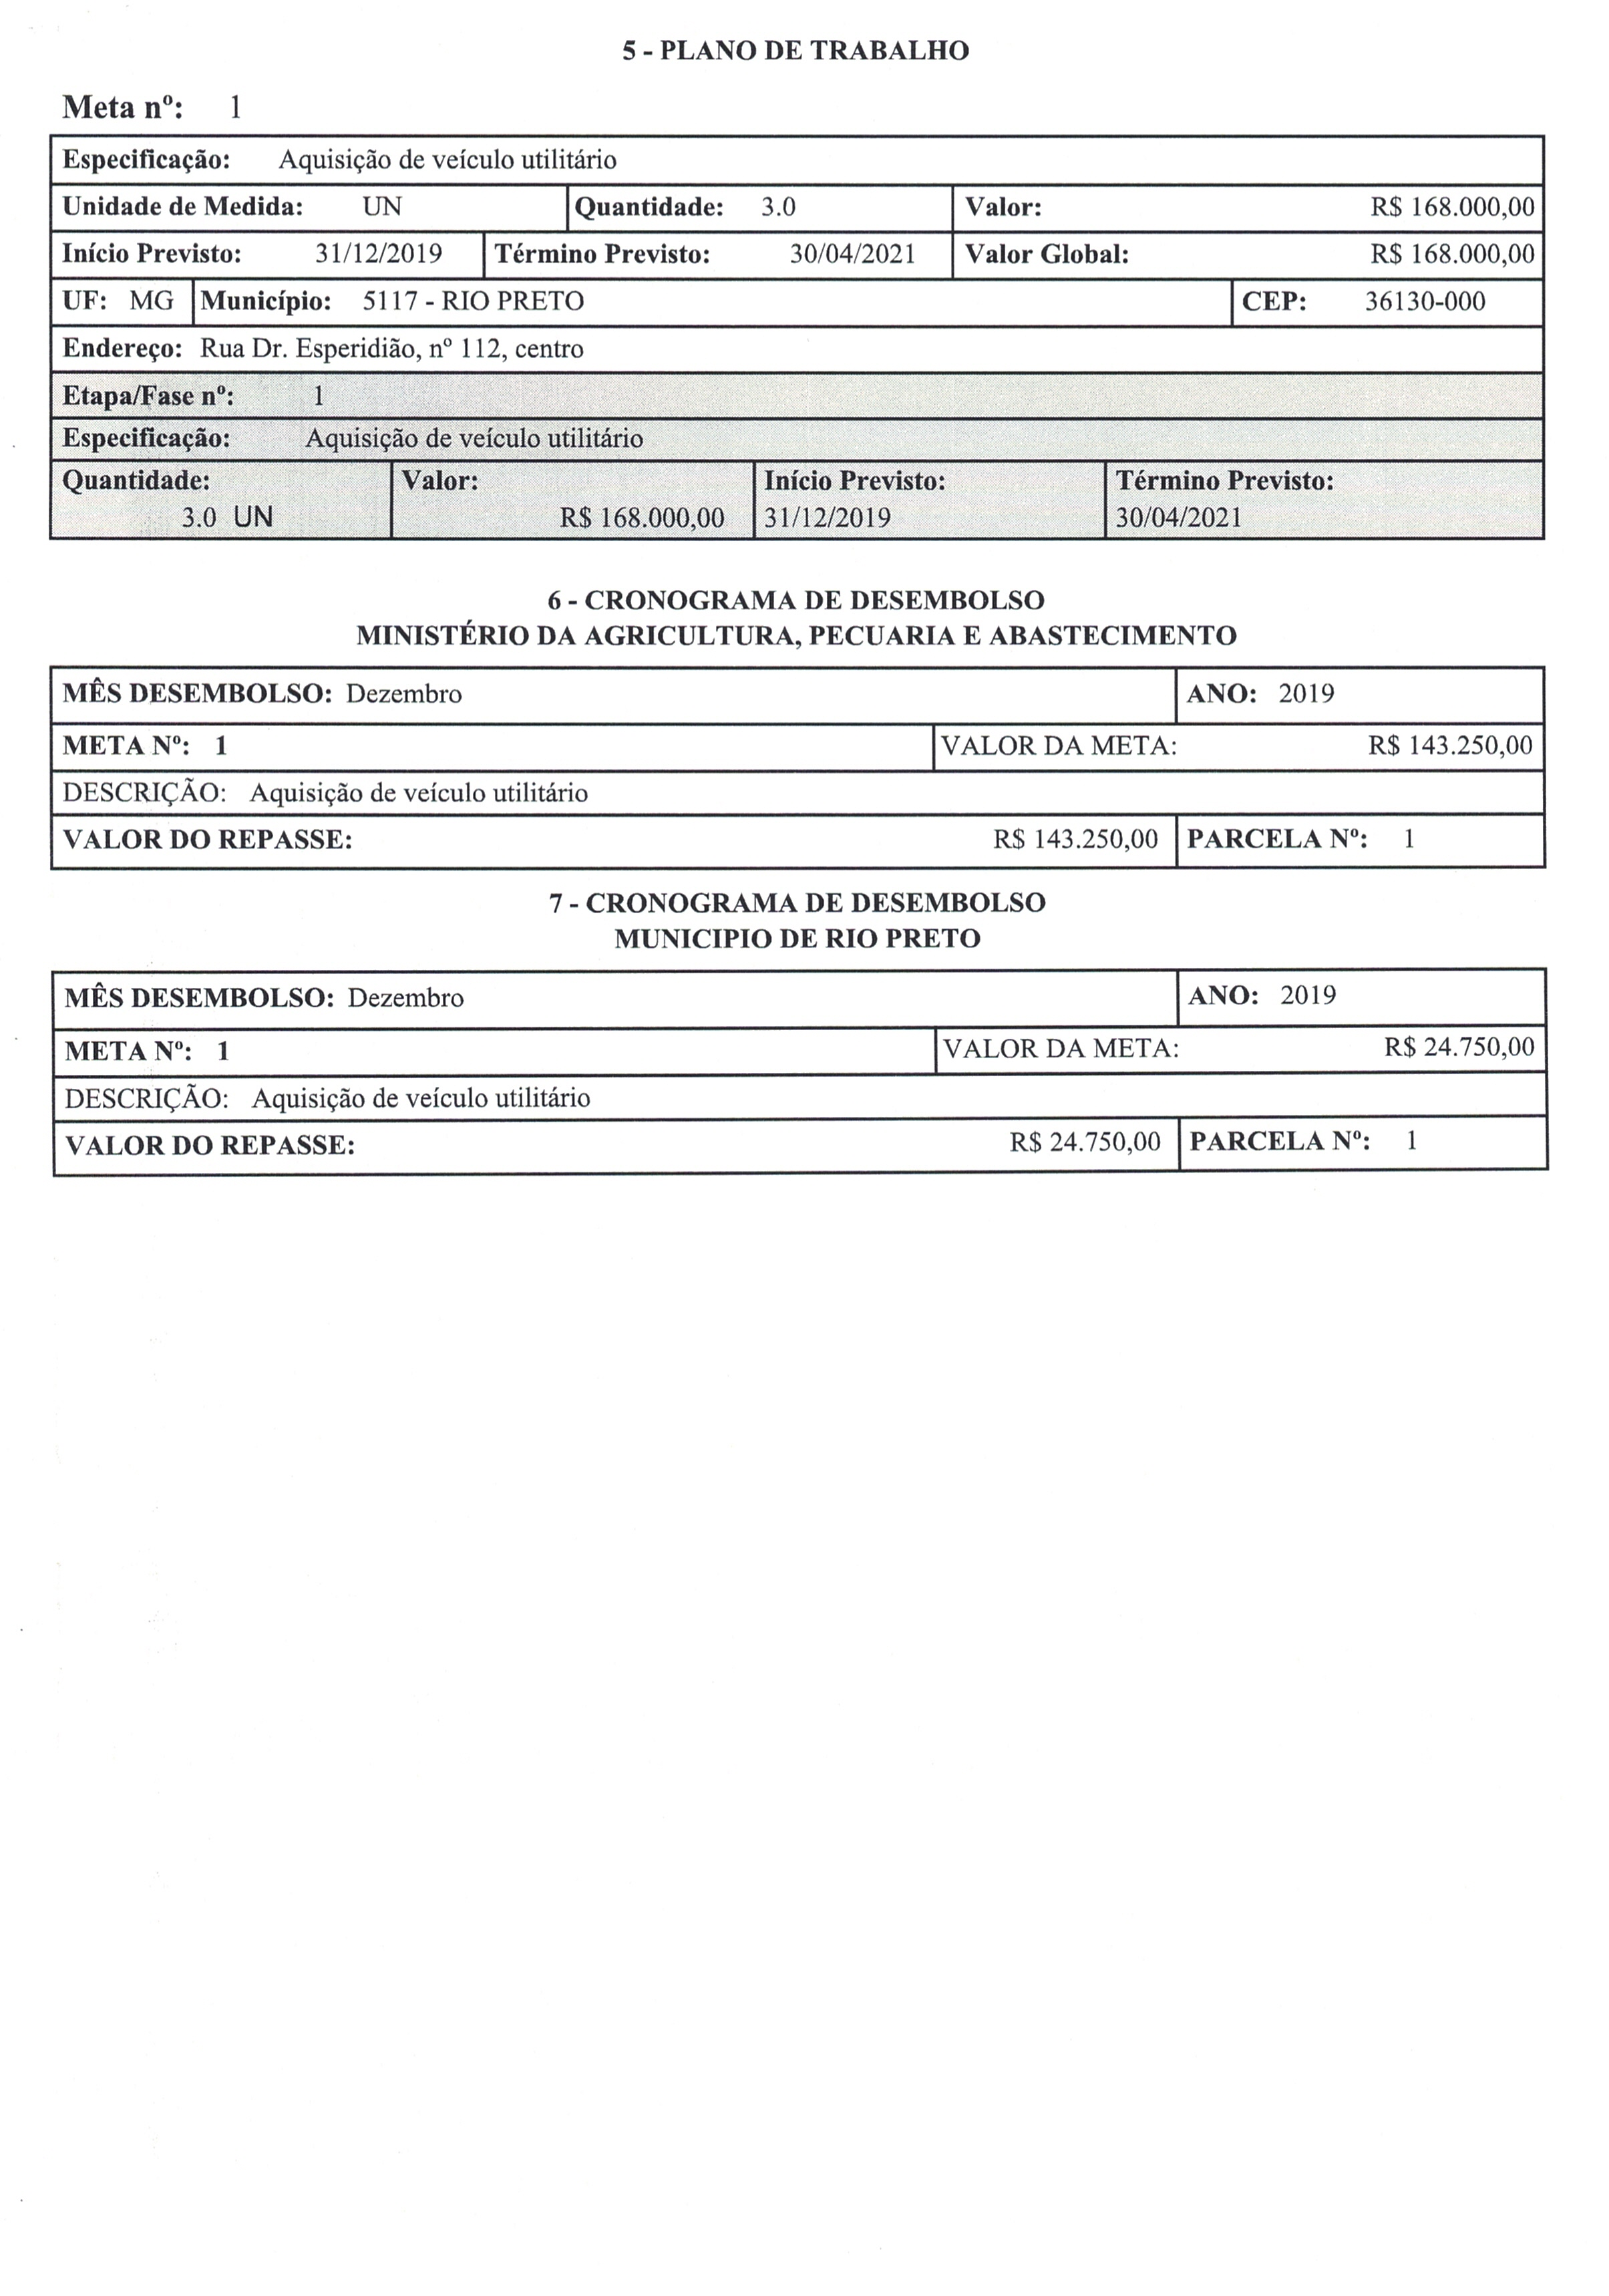 5 - PLANO DE TRABALHO
Meta nº: 1
Especificação: Aquisição de veículo utilitário
Unidade de Medida: UN Quantidade: 3.0 Valor: R$ 168.000,00
Início Previsto: 31/12/2019 Término Previsto: 30/04/2021 Valor Global: R$ 168.000,00
UF: MG Município: 5117 - RIO PRETO CEP: 36130-000
Endereço: Rua Dr. Esperidião, nº 112, centro
Etapa/Fase nº: 1
Especificação: Aquisição de veículo utilitário
Quantidade: Valor: Início Previsto: Término Previsto:
3.0 UN R$ 168.000,00 31/12/2019 30/04/2021
6 - CRONOGRAMA DE DESEMBOLSO
MINISTÉRIO DA AGRICULTURA, PECUARIA E ABASTECIMENTO
MÊS DESEMBOLSO: Dezembro ANO: 2019
META Nº: 1 VALOR DA META: R$ 143.250,00
DESCRIÇÃO: Aquisição de veículo utilitário
VALOR DO REPASSE: R$ 143.250,00 PARCELA Nº: 1
7 - CRONOGRAMA DE DESEMBOLSO
MUNICIPIO DE RIO PRETO
MÊS DESEMBOLSO: Dezembro ANO: 2019
META Nº: 1 VALOR DA META: R$ 24.750,00
DESCRIÇÃO: Aquisição de veículo utilitário
VALOR DO REPASSE: R$ 24.750,00 PARCELA Nº: 1